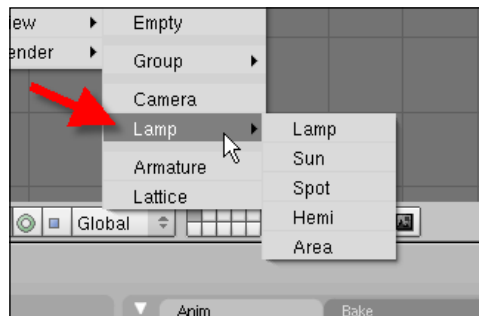 iew
ender
Empty
Group
Camera
Lamp
Armature
Lattice
Lamp
Sun
Spot
Hemi
Area
Global
Anim
Bake